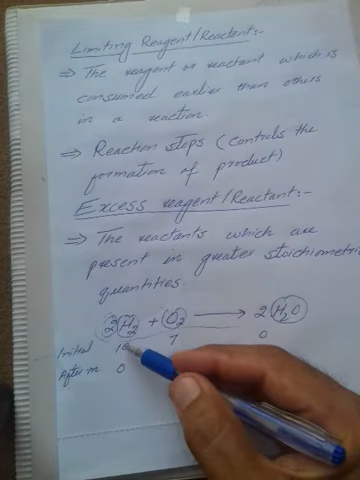 Limiting Reagent/Reactant:-
⇒ The reagent or reactant which is
consumed earlier than others
in a reaction.
⇒ Reaction stops (controls the
formation of product)
Excess reagent/Reactant:-
⇒ The reactants which are
present in greater stoichiometric
quantities.
2H₂ + O₂ → 2H₂O
Initial 10 7 0
After 0